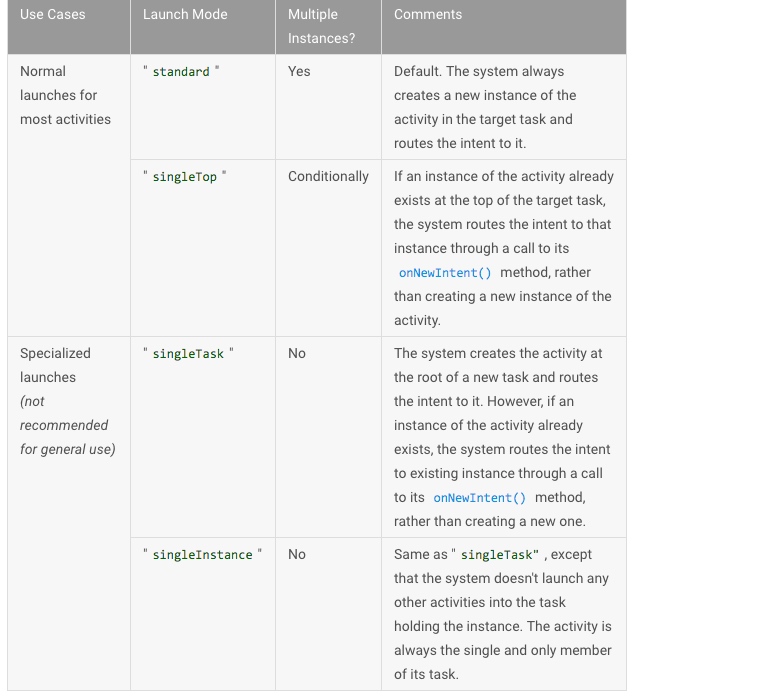 Use Cases
Launch Mode
Multiple
Instances?
Comments
Normal
launches for
most activities
" standard "
Yes
Default. The system always
creates a new instance of the
activity in the target task and
routes the intent to it.
" singleTop "
Conditionally
If an instance of the activity already
exists at the top of the target task,
the system routes the intent to that
instance through a call to its
onNewIntent() method, rather
than creating a new instance of the
activity.
Specialized
launches
(not
recommended
for general use)
" singleTask "
No
The system creates the activity at
the root of a new task and routes
the intent to it. However, if an
instance of the activity already
exists, the system routes the intent
to existing instance through a call
to its onNewIntent() method,
rather than creating a new one.
" singleInstance "
No
Same as " singleTask" , except
that the system doesn't launch any
other activities into the task
holding the instance. The activity is
always the single and only member
of its task.